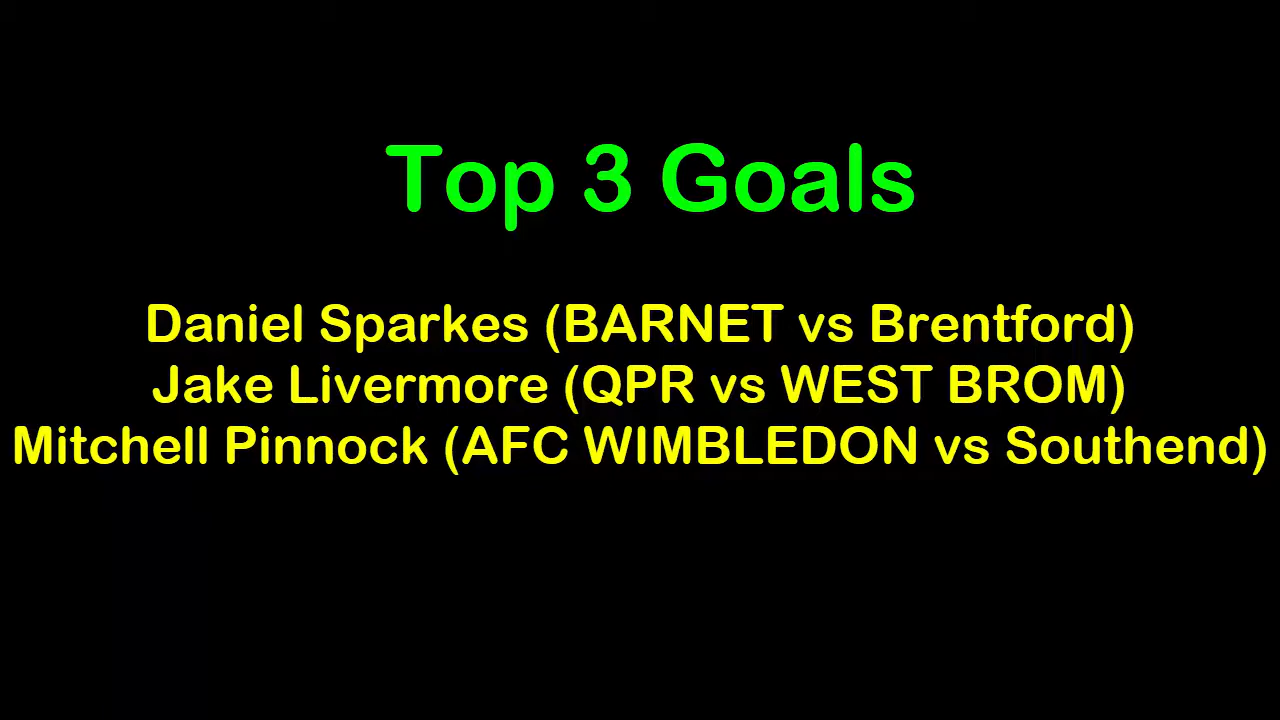 Top 3 Goals
Daniel Sparkes (BARNET vs Brentford)
Jake Livermore (QPR vs WEST BROM)
Mitchell Pinnock (AFC WIMBLEDON vs Southend)